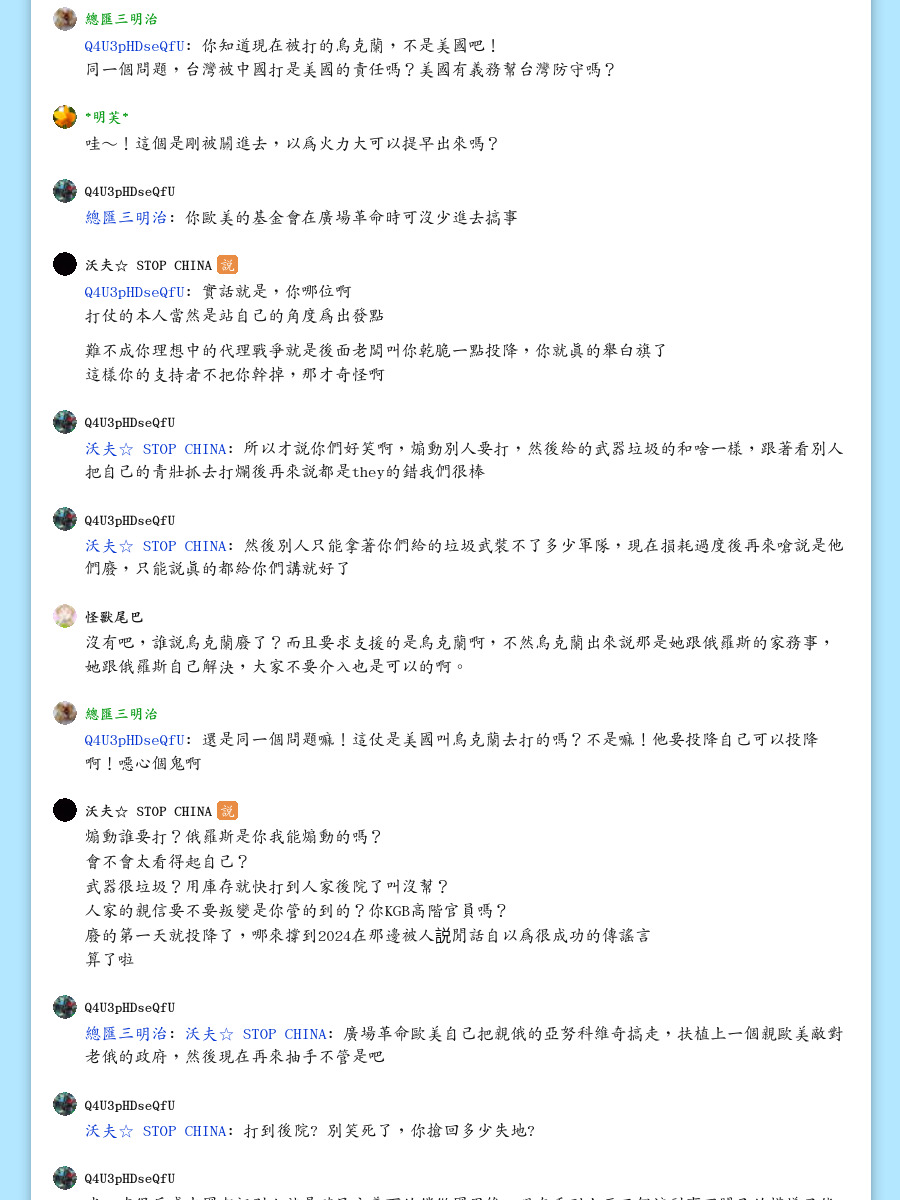 總匯三明治
Q4U3pHDseQfU: 你知道現在被打的烏克蘭，不是美國吧！
同一個問題，台灣被中國打是美國的責任嗎？美國有義務幫台灣防守嗎？
*明芙*
哇～！這個是剛被關進去，以爲火力大可以提早出來嗎？
Q4U3pHDseQfU
總匯三明治: 你歐美的基金會在廣場革命時可沒少進去搞事
沃夫☆ STOP CHINA 説
Q4U3pHDseQfU: 實話就是，你哪位啊
打仗的本人當然是站自己的角度爲出發點
難不成你理想中的代理戰爭就是後面老闆叫你乾脆一點投降，你就真的舉白旗了
這樣你的支持者不把你幹掉，那才奇怪啊
Q4U3pHDseQfU
沃夫☆ STOP CHINA: 所以才説你們好笑啊，煽動別人要打，然後給的武器垃圾的和啥一樣，跟著看別人
把自己的青壯抓去打爛後再來説都是they的錯我們很棒
Q4U3pHDseQfU
沃夫☆ STOP CHINA: 然後別人只能拿著你們給的垃圾武裝不了多少軍隊，現在損耗過度後再來嗆説是他
們廢，只能説真的都給你們講就好了
怪獸尾巴
沒有吧，誰説烏克蘭廢了？而且要求支援的是烏克蘭啊，不然烏克蘭出來説那是她跟俄羅斯的家務事，
她跟俄羅斯自己解決，大家不要介入也是可以的啊。
總匯三明治
Q4U3pHDseQfU: 還是同一個問題嘛！這仗是美國叫烏克蘭去打的嗎？不是嘛！他要投降自己可以投降
啊！噁心個鬼啊
沃夫☆ STOP CHINA 説
煽動誰要打？俄羅斯是你我能煽動的嗎？
會不會太看得起自己？
武器很垃圾？用庫存就快打到人家後院了叫沒幫？
人家的親信要不要叛變是你管的到的？你KGB高階官員嗎？
廢的第一天就投降了，哪來撐到2024在那邊被人説閒話自以爲很成功的傳謠言
算了啦
Q4U3pHDseQfU
總匯三明治: 沃夫☆ STOP CHINA: 廣場革命歐美自己把親俄的亞努科維奇搞走，扶植上一個親歐美敵對
老俄的政府，然後現在再來抽手不管是吧
Q4U3pHDseQfU
沃夫☆ STOP CHINA: 打到後院? 別笑死了，你搶回多少失地?
Q4U3pHDseQfU